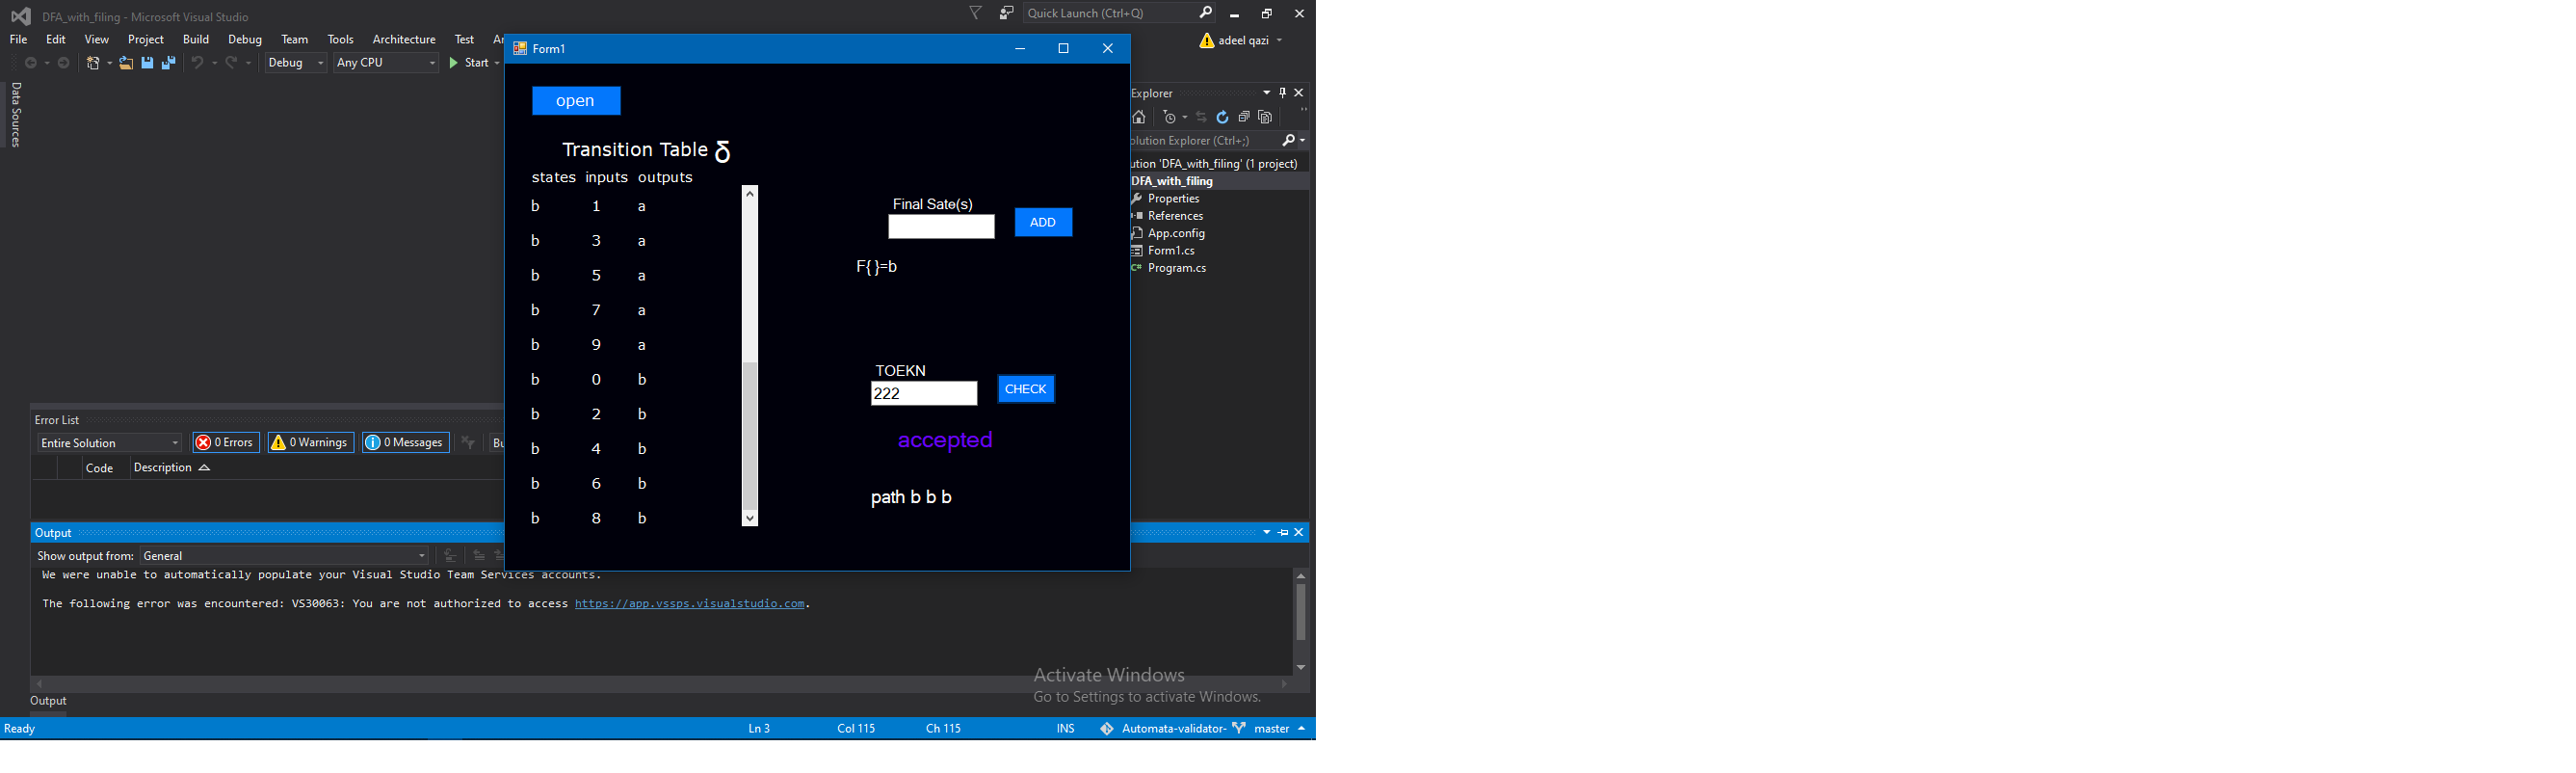 DFA_with_filing - Microsoft Visual Studio
Quick Launch (Ctrl+Q)
File Edit View Project Build Debug Team Tools Architecture Test
adeel qazi
Debug Any CPU Start
Data Sources
Form1
open
Transition Table δ
states inputs outputs
b 1 a
b 3 a
b 5 a
b 7 a
b 9 a
b 0 b
b 2 b
b 4 b
b 6 b
b 8 b
Final Sate(s)
ADD
F{ }=b
TOEKN
222
CHECK
accepted
path b b b
Explorer
olution Explorer (Ctrl+;)
ution 'DFA_with_filing' (1 project)
DFA_with_filing
Properties
References
App.config
Form1.cs
C# Program.cs
Error List
Entire Solution 0 Errors 0 Warnings 0 Messages Bu
Code Description
Output
Show output from: General
We were unable to automatically populate your Visual Studio Team Services accounts.
The following error was encountered: VS30063: You are not authorized to access https://app.vssps.visualstudio.com.
Activate Windows
Go to Settings to activate Windows.
Output
Ready Ln 3 Col 115 Ch 115 INS Automata-validator- master